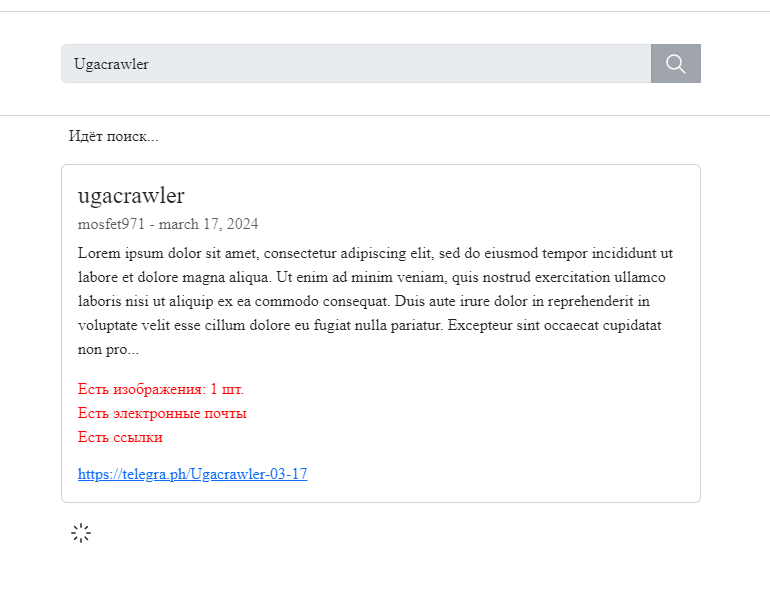 Ugacrawler
Идёт поиск...
ugacrawler
mosfet971 - march 17, 2024
Lorem ipsum dolor sit amet, consectetur adipiscing elit, sed do eiusmod tempor incididunt ut
labore et dolore magna aliqua. Ut enim ad minim veniam, quis nostrud exercitation ullamco
laboris nisi ut aliquip ex ea commodo consequat. Duis aute irure dolor in reprehenderit in
voluptate velit esse cillum dolore eu fugiat nulla pariatur. Excepteur sint occaecat cupidatat
non pro...
Есть изображения: 1 шт.
Есть электронные почты
Есть ссылки
https://telegra.ph/Ugacrawler-03-17